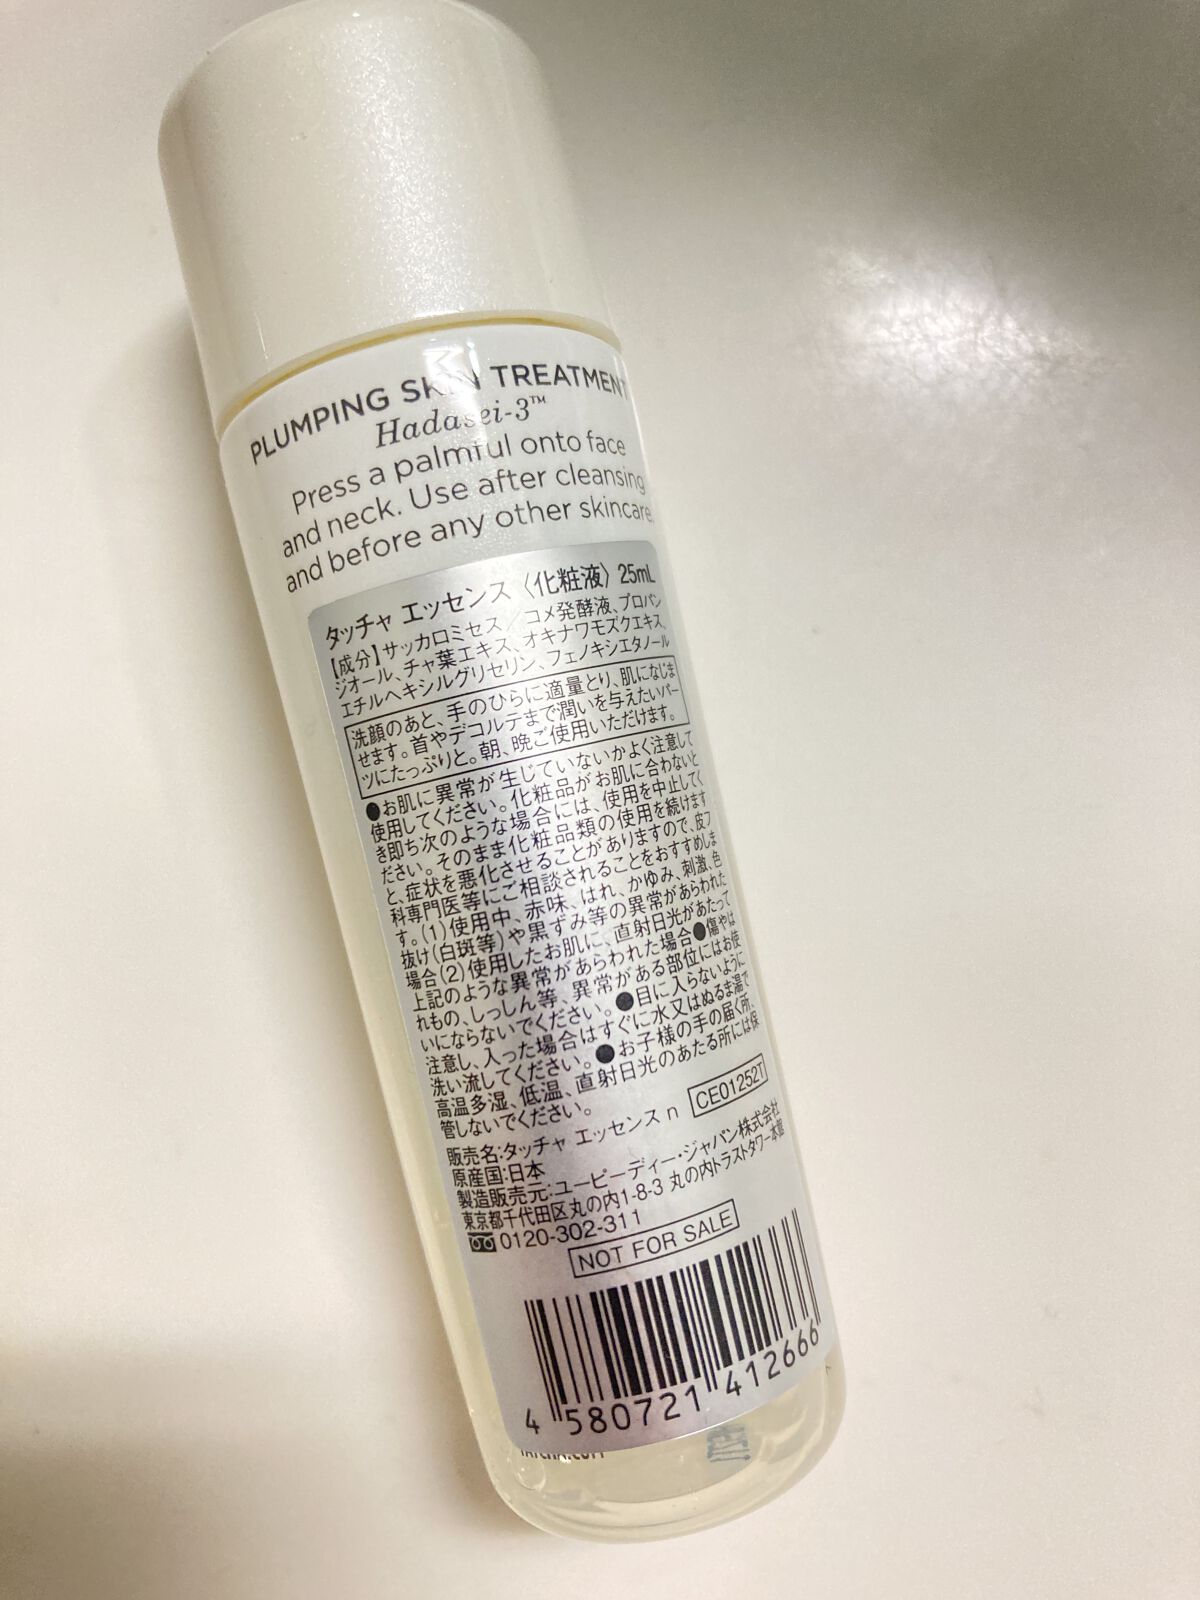 PLUMPING SKIN TREATMENT
Hadasei-3™
Press a palmful onto face
and neck. Use after cleansing
and before any other skincare.
タッチャ エッセンス〈化粧液〉25mL
【成分】サッカロミセス/コメ発酵液、プロパン
ジオール、チャ葉エキス、オキナワモズクエキス、
エチルヘキシルグリセリン、フェノキシエタノール
洗顔のあと、手のひらに適量とり、肌になじま
せます。首やデコルテまで潤いを与えたいパー
ツにたっぷりと。朝、晩ご使用いただけます。
●お肌に異常が生じていないかよく注意して
使用してください。化粧品がお肌に合わないと
き即ち次のような場合には、使用を中止してく
ださい。そのまま化粧品類の使用を続けます
と、症状を悪化させることがありますので、皮フ
科専門医等にご相談されることをおすすめしま
す。(1)使用中、赤味、はれ、かゆみ、刺激、色
抜け(白斑等)や黒ずみ等の異常があらわれた
場合(2)使用したお肌に、直射日光があたって
上記のような異常があらわれた場合●傷やは
れもの、しっしん等、異常がある部位にはお使
いにならないでください。●目に入らないように
注意し、入った場合はすぐに水又はぬるま湯で
洗い流してください。●お子様の手の届く所、
高温多湿、低温、直射日光のあたる所には保
管しないでください。
CE01252T
販売名:タッチャ エッセンス n
原産国:日本
製造販売元:ユーピーディー・ジャパン株式会社
東京都千代田区丸の内1-8-3 丸の内トラストタワー本館
0120-302-311
NOT FOR SALE
4 580721 412666